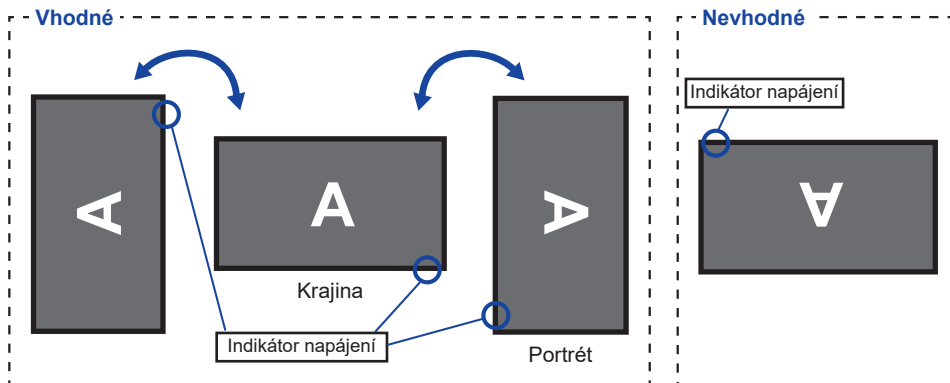 Vhodné
Nevhodné
Indikátor napájení
A
A
A
A
Krajina
Indikátor napájení
Portrét